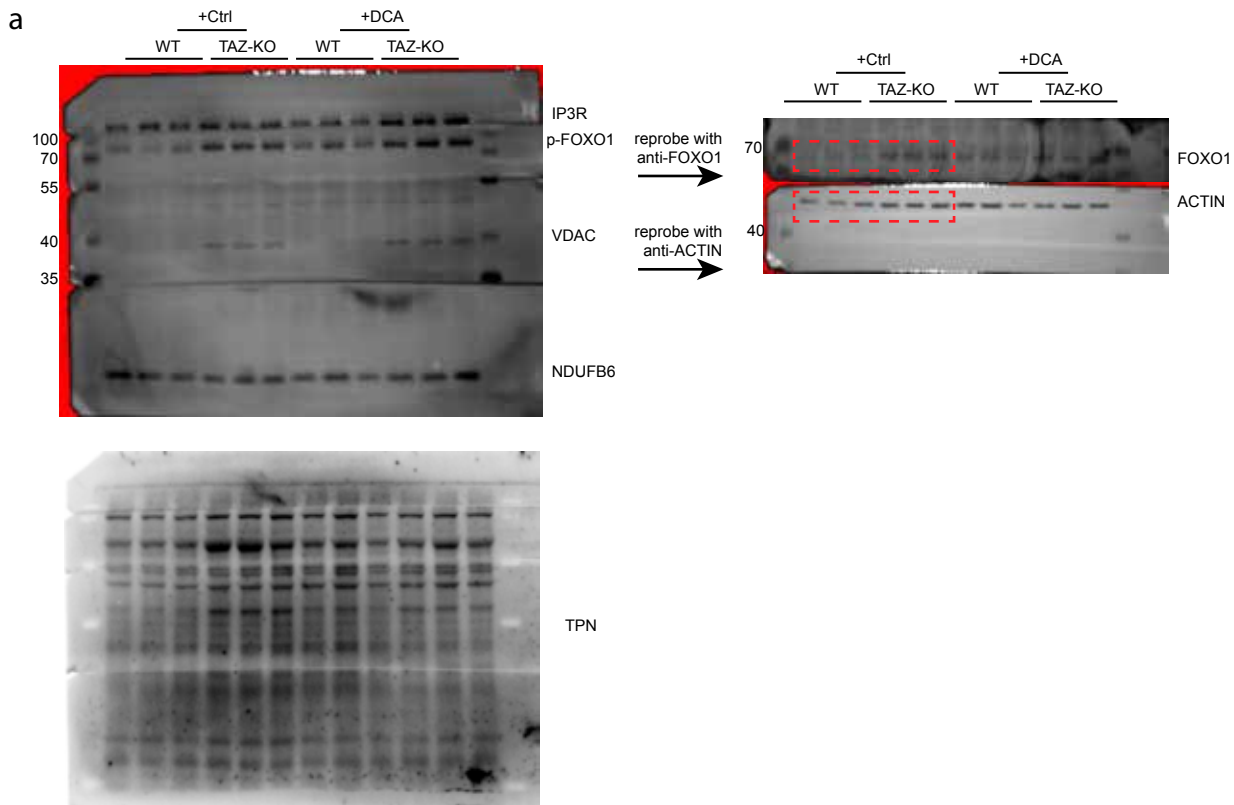 a
+Ctrl +DCA
WT TAZ-KO WT TAZ-KO
IP3R
100
p-FOXO1
70
55
VDAC
40
35
NDUFB6
reprobe with
anti-FOXO1
reprobe with
anti-ACTIN
+Ctrl +DCA
WT TAZ-KO WT TAZ-KO
70
FOXO1
ACTIN
40
TPN